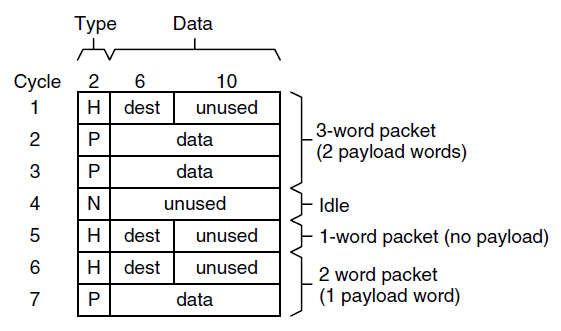 Type Data
Cycle 2 6 10
1 H dest unused
2 P data
3 P data
4 N unused
5 H dest unused
6 H dest unused
7 P data
3-word packet
(2 payload words)
Idle
1-word packet (no payload)
2 word packet
(1 payload word)